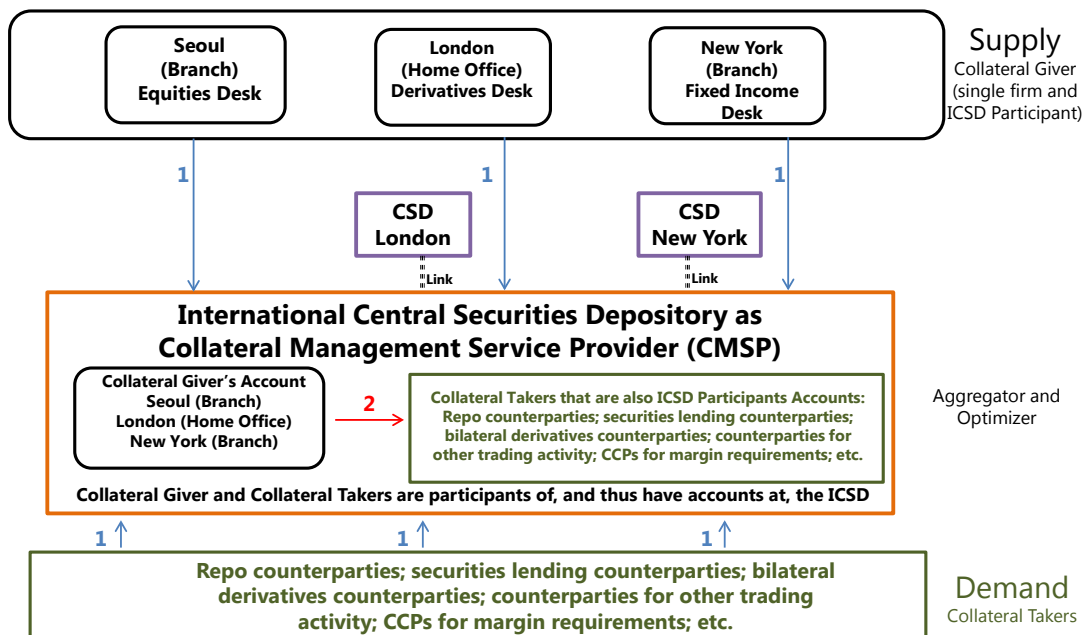 Seoul
(Branch)
Equities Desk
London
(Home Office)
Derivatives Desk
New York
(Branch)
Fixed Income
Desk
Supply
Collateral Giver
(single firm and
ICSD Participant)
1
1
1
CSD
London
CSD
New York
Link
Link
International Central Securities Depository as
Collateral Management Service Provider (CMSP)
Collateral Giver's Account
Seoul (Branch)
London (Home Office)
New York (Branch)
2
Collateral Takers that are also ICSD Participants Accounts:
Repo counterparties; securities lending counterparties;
bilateral derivatives counterparties; counterparties for
other trading activity; CCPs for margin requirements; etc.
Aggregator and
Optimizer
Collateral Giver and Collateral Takers are participants of, and thus have accounts at, the ICSD
1
1
1
Repo counterparties; securities lending counterparties; bilateral
derivatives counterparties; counterparties for other trading
activity; CCPs for margin requirements; etc.
Demand
Collateral Takers